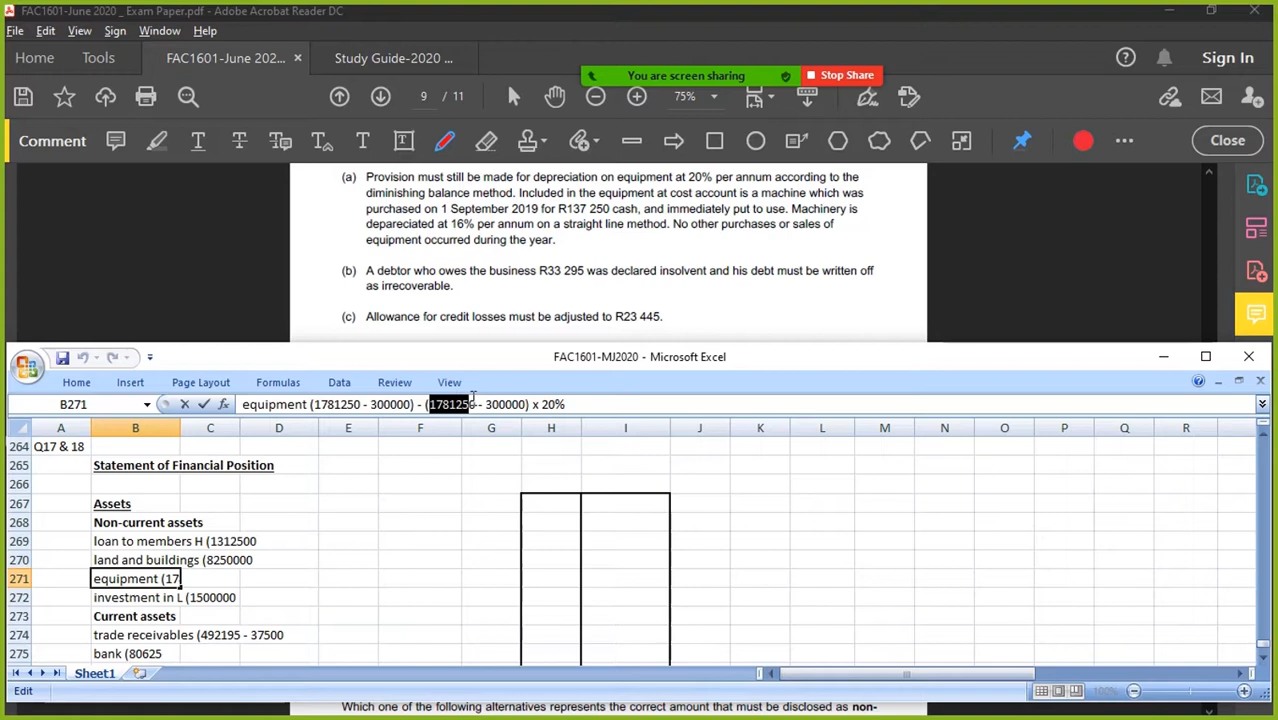 FAC1601-June 2020 _ Exam Paper.pdf - Adobe Acrobat Reader DC
File Edit View Sign Window Help
Home Tools FAC1601-June 202... × Study Guide-2020 ... Sign In
You are screen sharing Stop Share
9 / 11 75%
Comment Close
(a) Provision must still be made for depreciation on equipment at 20% per annum according to the
diminishing balance method. Included in the equipment at cost account is a machine which was
purchased on 1 September 2019 for R137 250 cash, and immediately put to use. Machinery is
deparaciated at 16% per annum on a straight line method. No other purchases or sales of
equipment occurred during the year.
(b) A debtor who owes the business R33 295 was declared insolvent and his debt must be written off
as irrecoverable.
(c) Allowance for credit losses must be adjusted to R23 445.
FAC1601-MJ2020 - Microsoft Excel
Home Insert Page Layout Formulas Data Review View
B271 equipment (1781250 - 300000) - (1781250 - 300000) x 20%
A B C D E F G H I J K L M N O P Q R
264 Q17 & 18
265 Statement of Financial Position
266
267 Assets
268 Non-current assets
269 loan to members H (1312500
270 land and buildings (8250000
271 equipment (17
272 investment in L (1500000
273 Current assets
274 trade receivables (492195 - 37500
275 bank (80625
Sheet1
Edit 100%
Which one of the following alternatives represents the correct amount that must be disclosed as non-